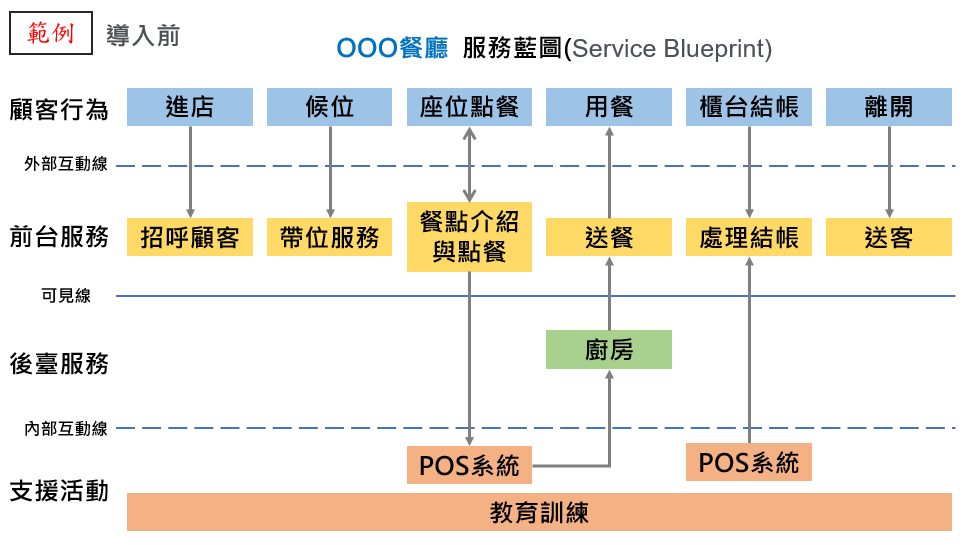 範例 導入前
OOO餐廳 服務藍圖(Service Blueprint)
顧客行為 進店 候位 座位點餐 用餐 櫃台結帳 離開
外部互動線
前台服務 招呼顧客 帶位服務 餐點介紹 送餐 處理結帳 送客
與點餐
可見線
後臺服務 廚房
內部互動線
POS系統 POS系統
支援活動
教育訓練